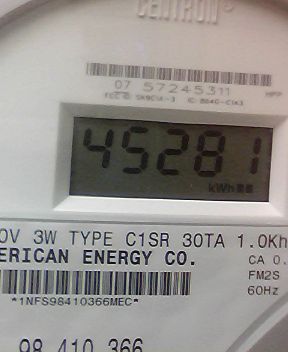 CENTRON
07 57245311
45281
kWh
0V 3W TYPE C1SR 30TA 1.0Kh
ERICAN ENERGY CO.
CA 0.
FM2S
*1NFS98410366MEC*
60Hz
98 410 366